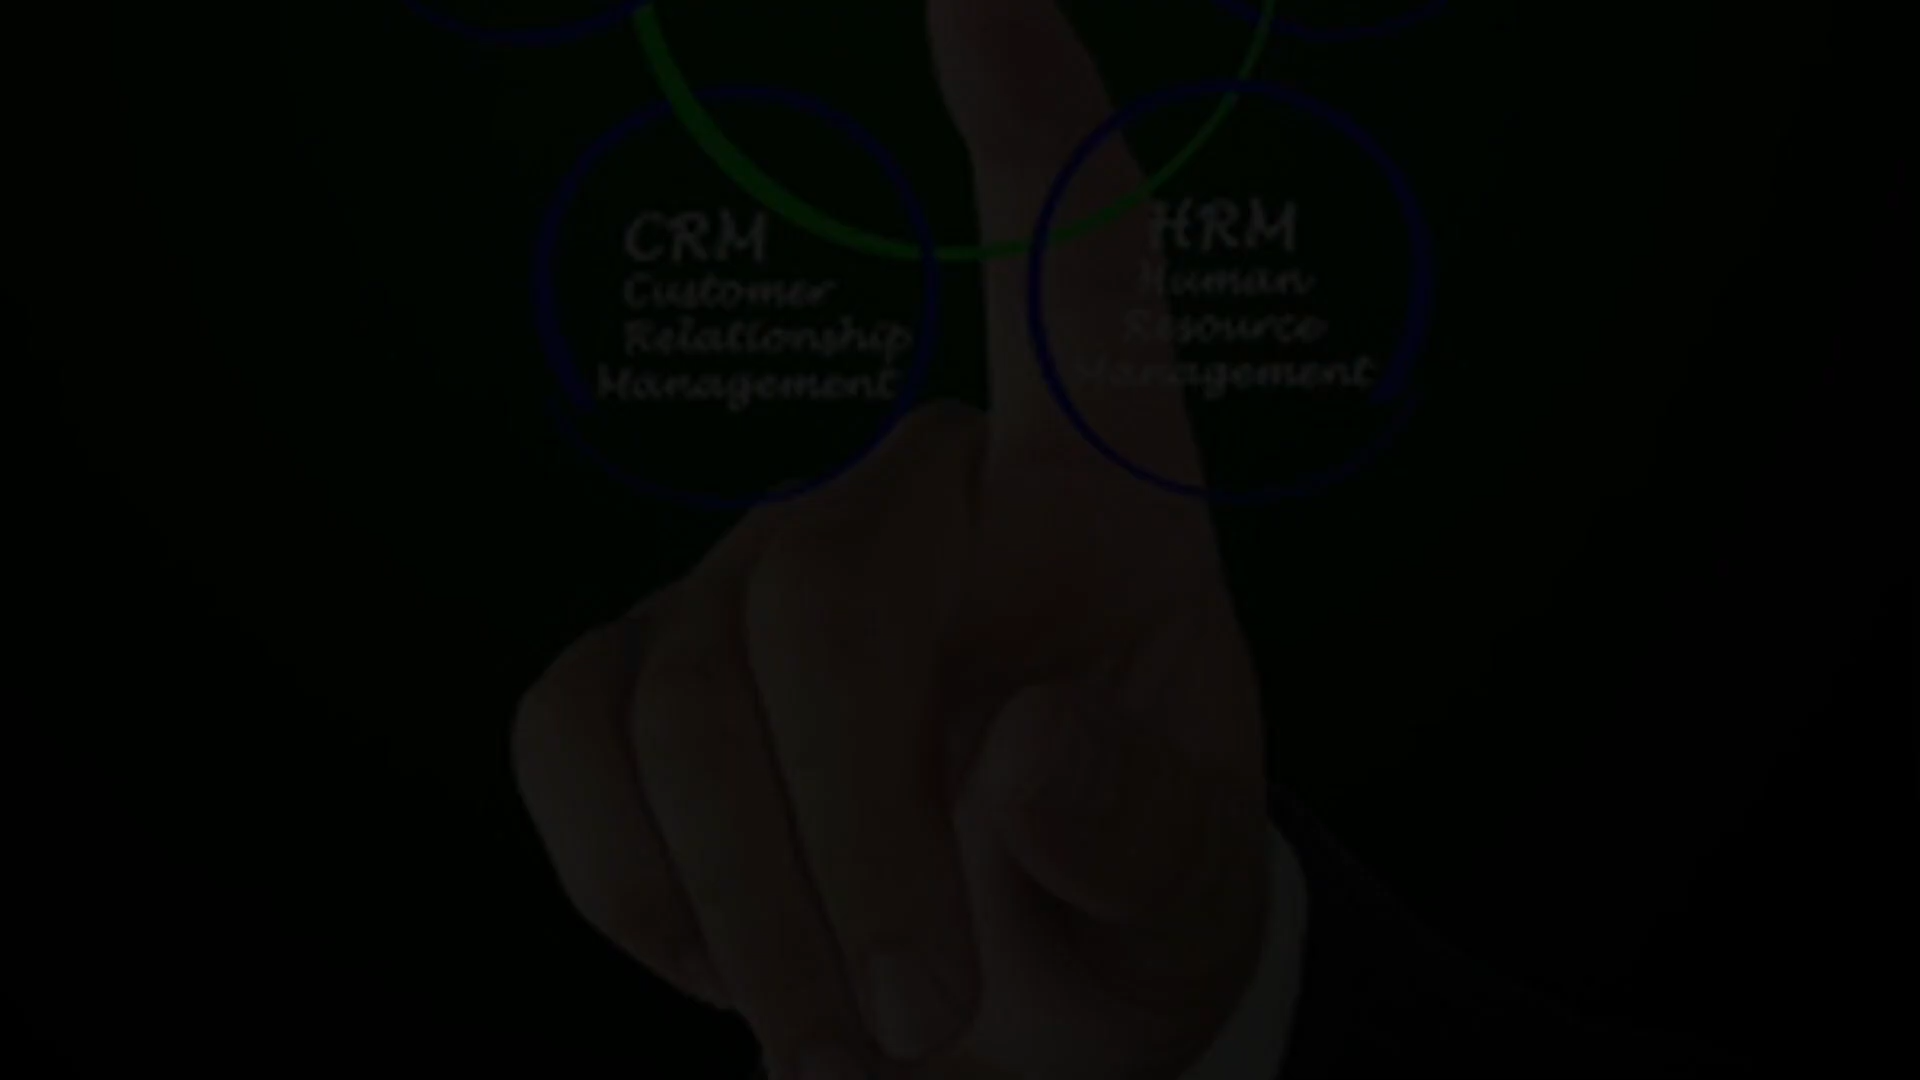 CRM
Customer
Relationship
Management
HRM
Human
Resource
Management